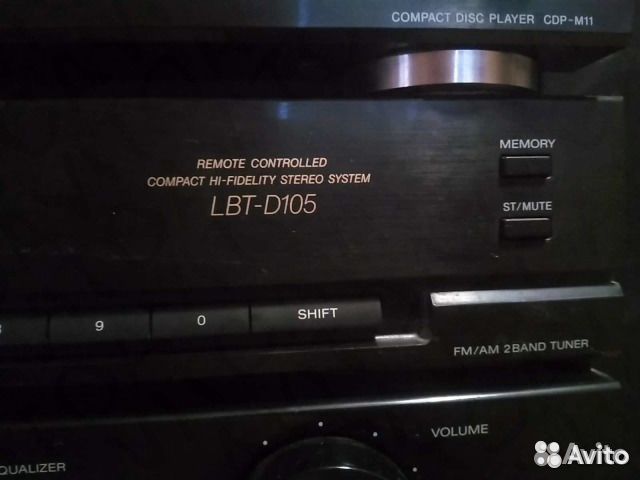 COMPACT DISC PLAYER CDP-M11
MEMORY
REMOTE CONTROLLED
COMPACT HI-FIDELITY STEREO SYSTEM
LBT-D105
ST/MUTE
9 0 SHIFT
FM/AM 2BAND TUNER
VOLUME
QUALIZER
Avito